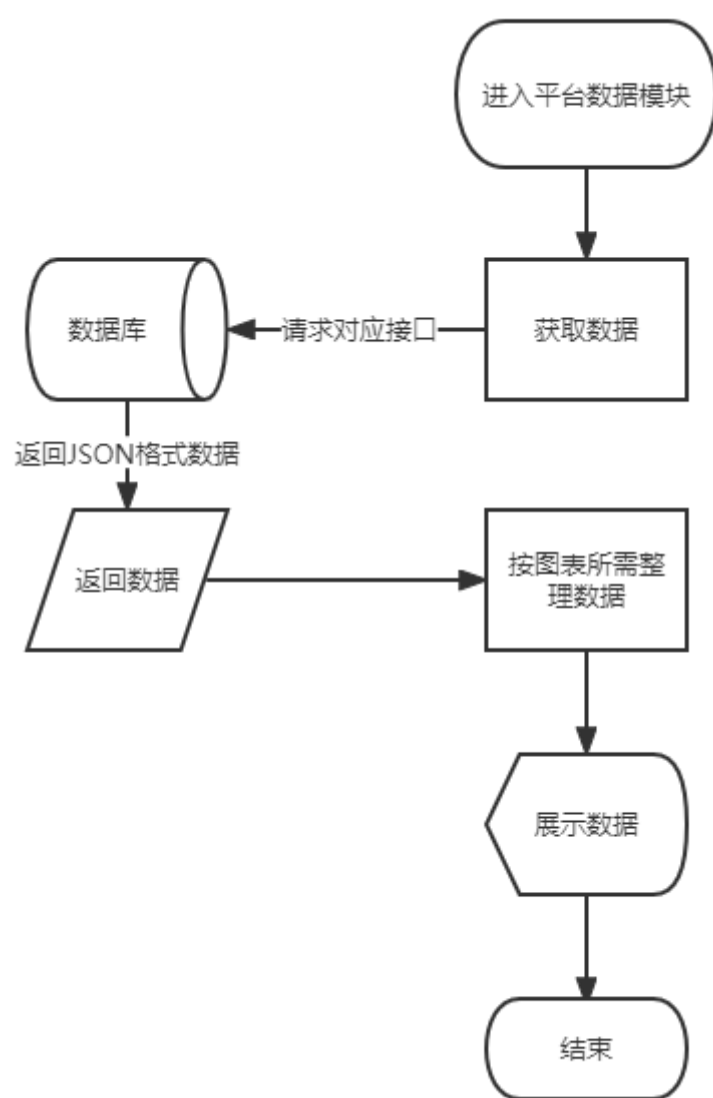 进入平台数据模块
数据库
请求对应接口
获取数据
返回JSON格式数据
返回数据
按图表所需整
理数据
展示数据
结束